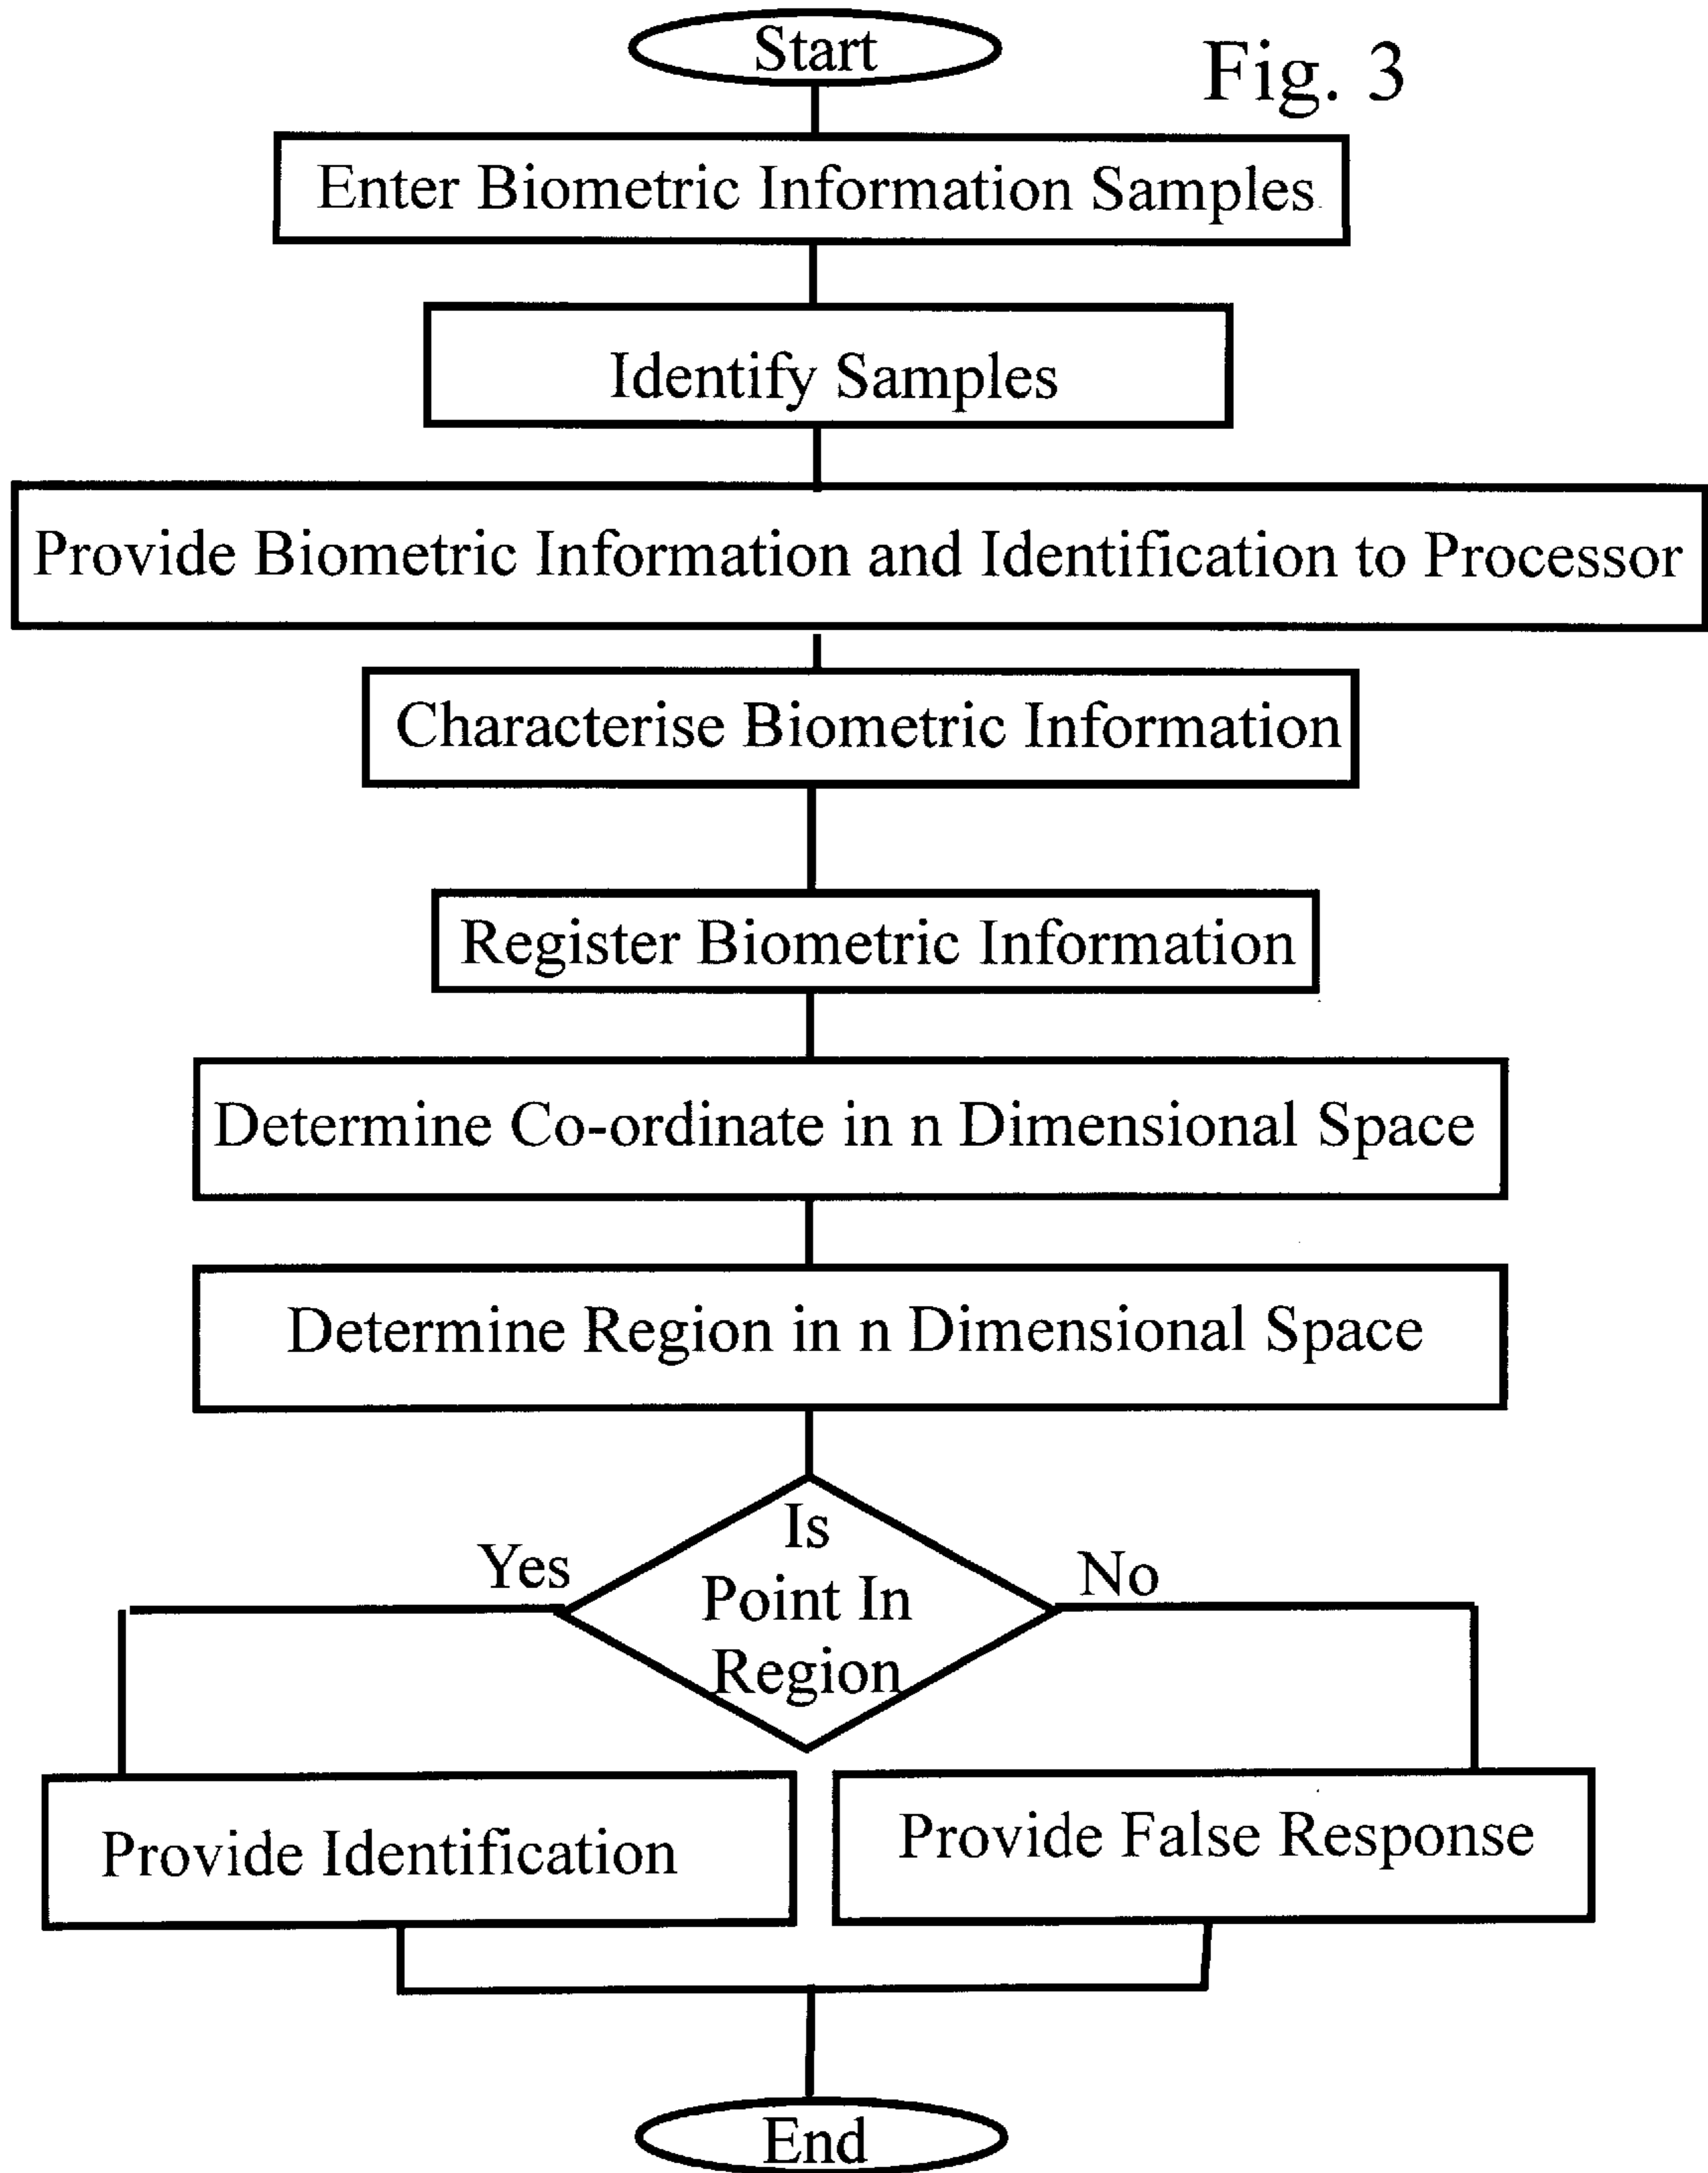 Start
Fig. 3
Enter Biometric Information Samples
Identify Samples
Provide Biometric Information and Identification to Processor
Characterise Biometric Information
Register Biometric Information
Determine Co-ordinate in n Dimensional Space
Determine Region in n Dimensional Space
Is
Point In
Region
Yes
No
Provide Identification
Provide False Response
End